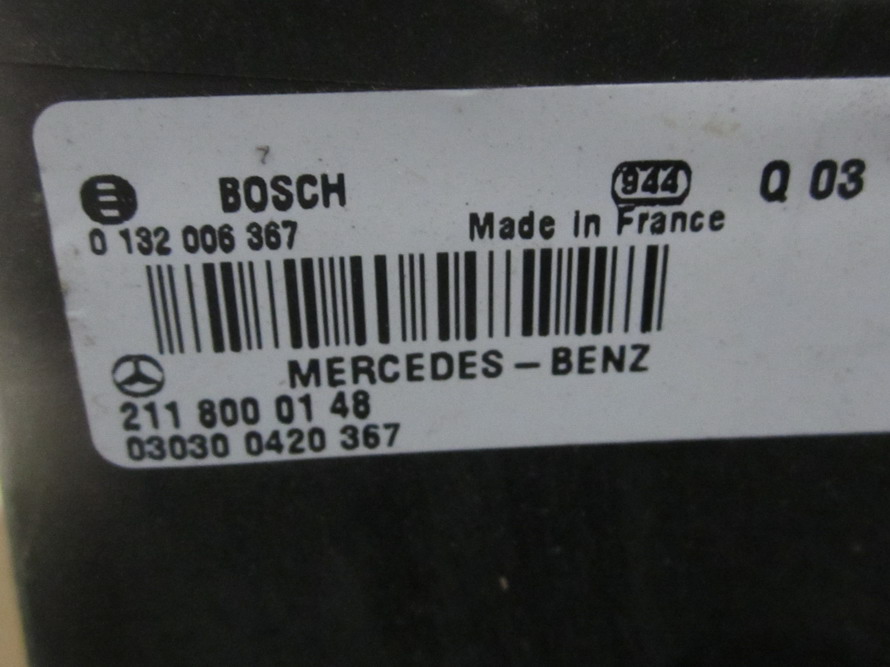 BOSCH 944 Q 03
0 132 006 367 Made in France
MERCEDES-BENZ
211 800 01 48
03030 0420 367